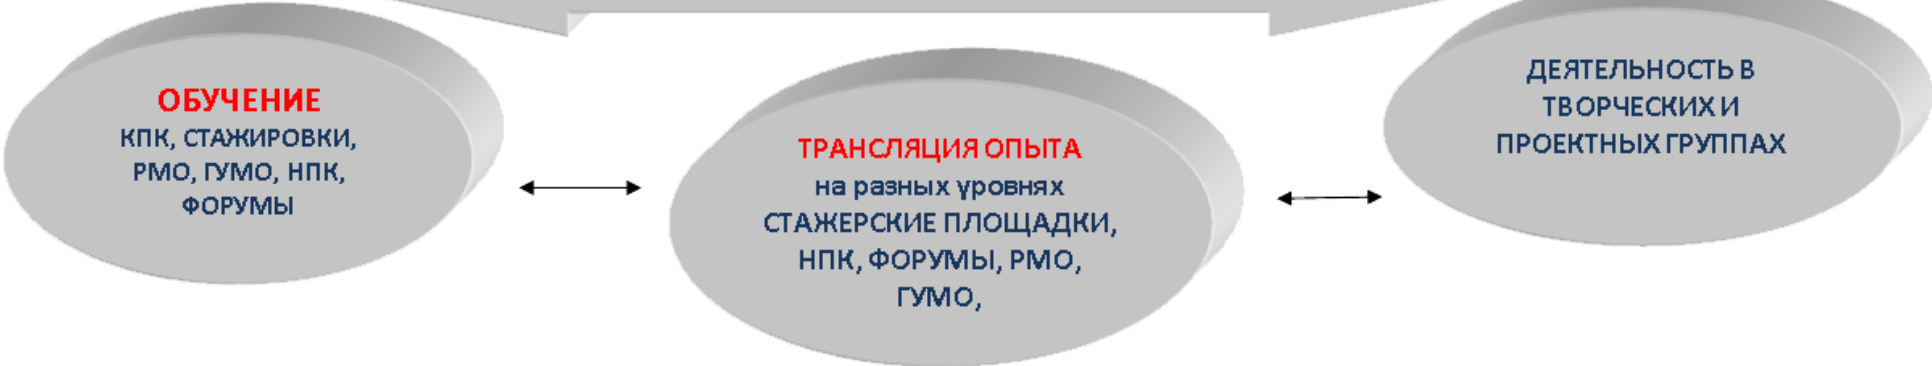 ОБУЧЕНИЕ
КПК, СТАЖИРОВКИ,
РМО, ГУМО, НПК,
ФОРУМЫ
ТРАНСЛЯЦИЯ ОПЫТА
на разных уровнях
СТАЖЕРСКИЕ ПЛОЩАДКИ,
НПК, ФОРУМЫ, РМО,
ГУМО,
ДЕЯТЕЛЬНОСТЬ В
ТВОРЧЕСКИХ И
ПРОЕКТНЫХ ГРУППАХ